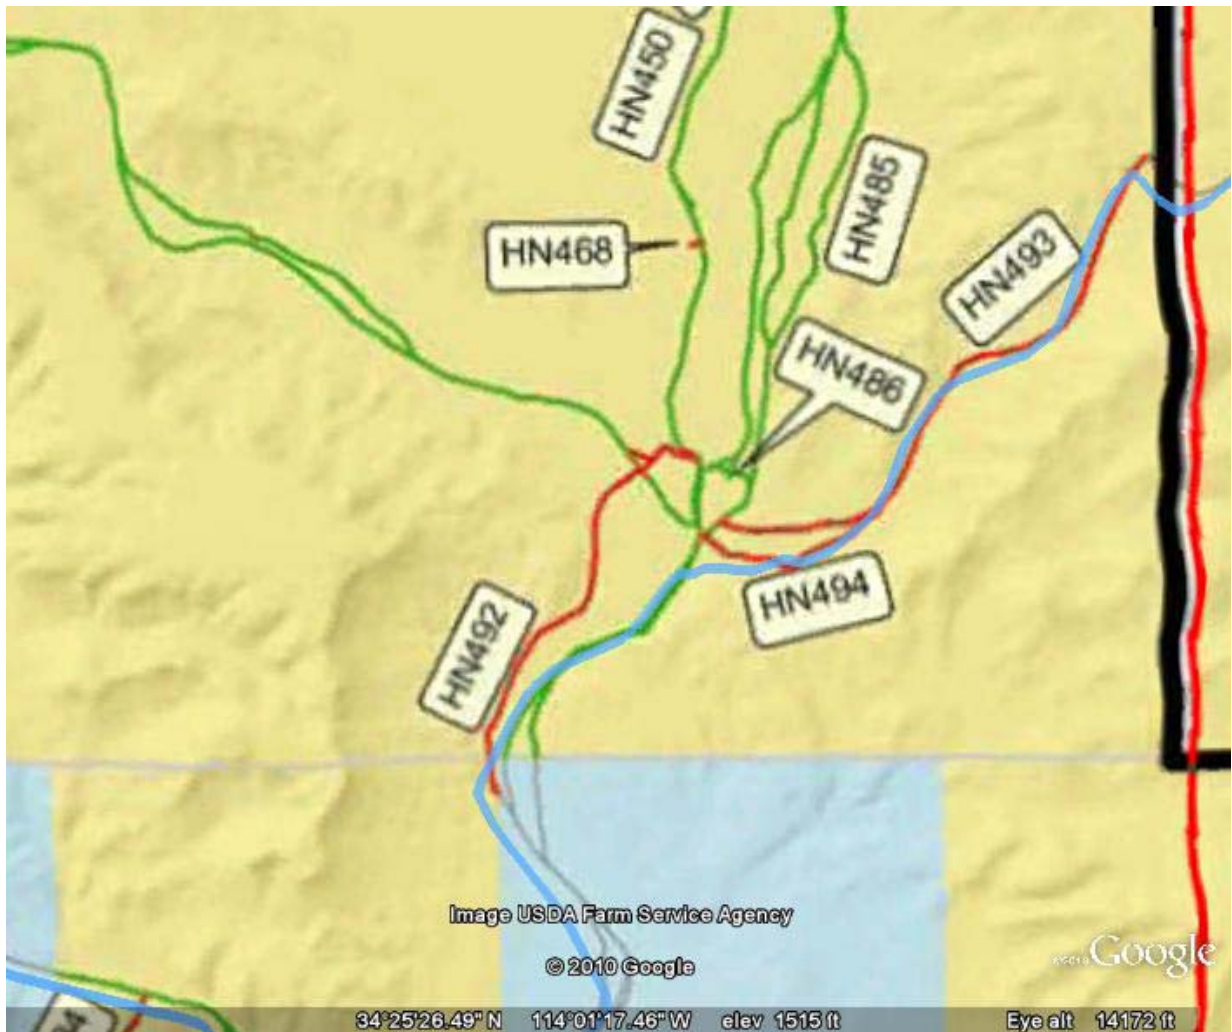 HN450
HN485
HN468
HN493
HN486
HN494
HN492
Image USDA Farm Service Agency
© 2010 Google
Google
34°25'26.49" N 114°01'17.46" W elev 1515 ft Eye alt 14172 ft